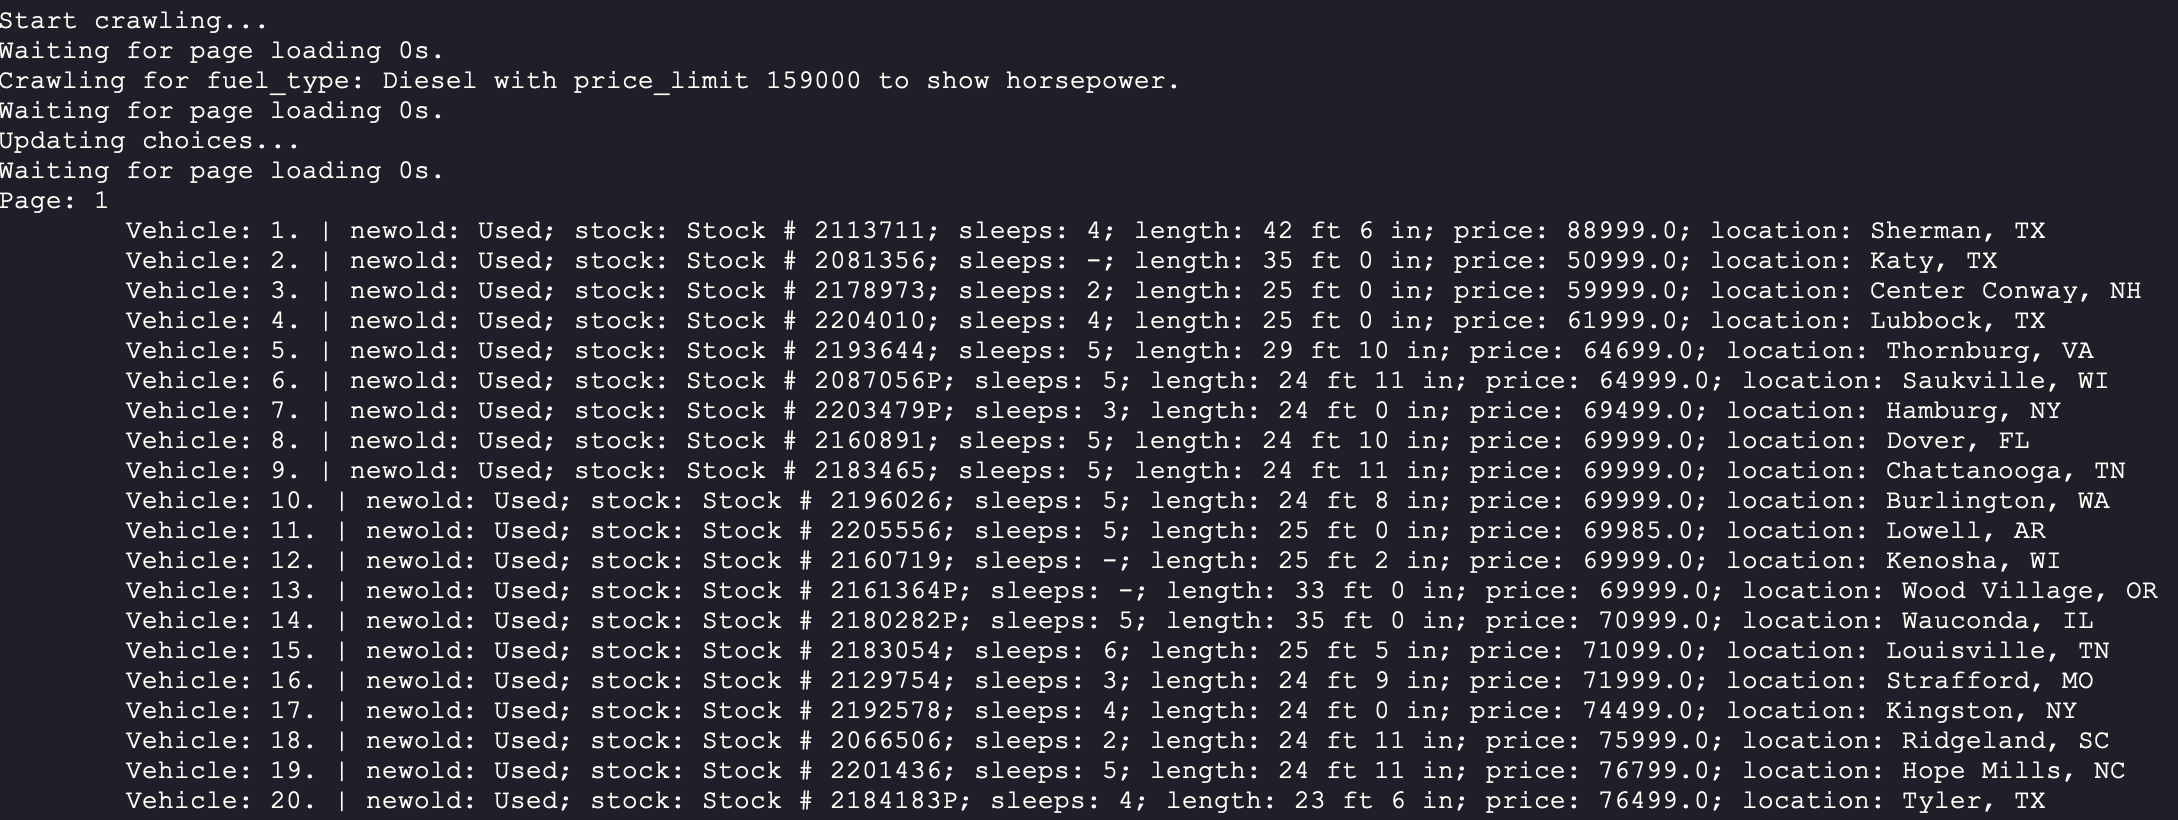 Start crawling...
Waiting for page loading 0s.
Crawling for fuel_type: Diesel with price_limit 159000 to show horsepower.
Waiting for page loading 0s.
Updating choices...
Waiting for page loading 0s.
Page: 1
Vehicle: 1. | newold: Used; stock: Stock # 2113711; sleeps: 4; length: 42 ft 6 in; price: 88999.0; location: Sherman, TX
Vehicle: 2. | newold: Used; stock: Stock # 2081356; sleeps: -; length: 35 ft 0 in; price: 50999.0; location: Katy, TX
Vehicle: 3. | newold: Used; stock: Stock # 2178973; sleeps: 2; length: 25 ft 0 in; price: 59999.0; location: Center Conway, NH
Vehicle: 4. | newold: Used; stock: Stock # 2204010; sleeps: 4; length: 25 ft 0 in; price: 61999.0; location: Lubbock, TX
Vehicle: 5. | newold: Used; stock: Stock # 2193644; sleeps: 5; length: 29 ft 10 in; price: 64699.0; location: Thornburg, VA
Vehicle: 6. | newold: Used; stock: Stock # 2087056P; sleeps: 5; length: 24 ft 11 in; price: 64999.0; location: Saukville, WI
Vehicle: 7. | newold: Used; stock: Stock # 2203479P; sleeps: 3; length: 24 ft 0 in; price: 69499.0; location: Hamburg, NY
Vehicle: 8. | newold: Used; stock: Stock # 2160891; sleeps: 5; length: 24 ft 10 in; price: 69999.0; location: Dover, FL
Vehicle: 9. | newold: Used; stock: Stock # 2183465; sleeps: 5; length: 24 ft 11 in; price: 69999.0; location: Chattanooga, TN
Vehicle: 10. | newold: Used; stock: Stock # 2196026; sleeps: 5; length: 24 ft 8 in; price: 69999.0; location: Burlington, WA
Vehicle: 11. | newold: Used; stock: Stock # 2205556; sleeps: 5; length: 25 ft 0 in; price: 69985.0; location: Lowell, AR
Vehicle: 12. | newold: Used; stock: Stock # 2160719; sleeps: -; length: 25 ft 2 in; price: 69999.0; location: Kenosha, WI
Vehicle: 13. | newold: Used; stock: Stock # 2161364P; sleeps: -; length: 33 ft 0 in; price: 69999.0; location: Wood Village, OR
Vehicle: 14. | newold: Used; stock: Stock # 2180282P; sleeps: 5; length: 35 ft 0 in; price: 70999.0; location: Wauconda, IL
Vehicle: 15. | newold: Used; stock: Stock # 2183054; sleeps: 6; length: 25 ft 5 in; price: 71099.0; location: Louisville, TN
Vehicle: 16. | newold: Used; stock: Stock # 2129754; sleeps: 3; length: 24 ft 9 in; price: 71999.0; location: Strafford, MO
Vehicle: 17. | newold: Used; stock: Stock # 2192578; sleeps: 4; length: 24 ft 0 in; price: 74499.0; location: Kingston, NY
Vehicle: 18. | newold: Used; stock: Stock # 2066506; sleeps: 2; length: 24 ft 11 in; price: 75999.0; location: Ridgeland, SC
Vehicle: 19. | newold: Used; stock: Stock # 2201436; sleeps: 5; length: 24 ft 11 in; price: 76799.0; location: Hope Mills, NC
Vehicle: 20. | newold: Used; stock: Stock # 2184183P; sleeps: 4; length: 23 ft 6 in; price: 76499.0; location: Tyler, TX